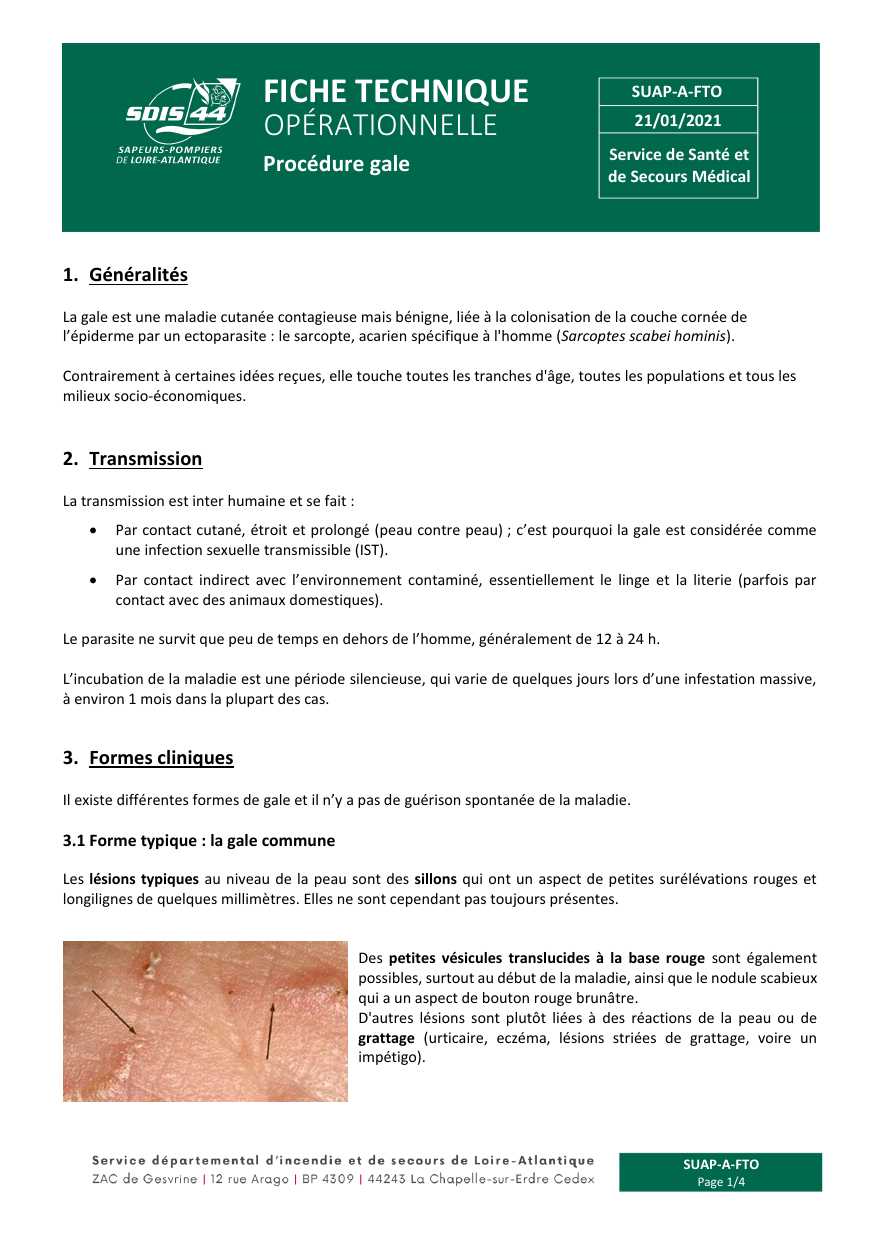 SDIS 44
SAPEURS-POMPIERS
DE LOIRE-ATLANTIQUE
FICHE TECHNIQUE
OPÉRATIONNELLE
Procédure gale
SUAP-A-FTO
21/01/2021
Service de Santé et
de Secours Médical
1. Généralités
La gale est une maladie cutanée contagieuse mais bénigne, liée à la colonisation de la couche cornée de
l’épiderme par un ectoparasite : le sarcopte, acarien spécifique à l'homme (Sarcoptes scabei hominis).
Contrairement à certaines idées reçues, elle touche toutes les tranches d'âge, toutes les populations et tous les
milieux socio-économiques.
2. Transmission
La transmission est inter humaine et se fait :
• Par contact cutané, étroit et prolongé (peau contre peau) ; c’est pourquoi la gale est considérée comme
une infection sexuelle transmissible (IST).
• Par contact indirect avec l’environnement contaminé, essentiellement le linge et la literie (parfois par
contact avec des animaux domestiques).
Le parasite ne survit que peu de temps en dehors de l’homme, généralement de 12 à 24 h.
L’incubation de la maladie est une période silencieuse, qui varie de quelques jours lors d’une infestation massive,
à environ 1 mois dans la plupart des cas.
3. Formes cliniques
Il existe différentes formes de gale et il n’y a pas de guérison spontanée de la maladie.
3.1 Forme typique : la gale commune
Les lésions typiques au niveau de la peau sont des sillons qui ont un aspect de petites surélévations rouges et
longilignes de quelques millimètres. Elles ne sont cependant pas toujours présentes.
Des petites vésicules translucides à la base rouge sont également
possibles, surtout au début de la maladie, ainsi que le nodule scabieux
qui a un aspect de bouton rouge brunâtre.
D'autres lésions sont plutôt liées à des réactions de la peau ou de
grattage (urticaire, eczéma, lésions striées de grattage, voire un
impétigo).
Service départemental d’incendie et de secours de Loire-Atlantique
ZAC de Gesvrine | 12 rue Arago | BP 4309 | 44243 La Chapelle-sur-Erdre Cedex
SUAP-A-FTO
Page 1/4